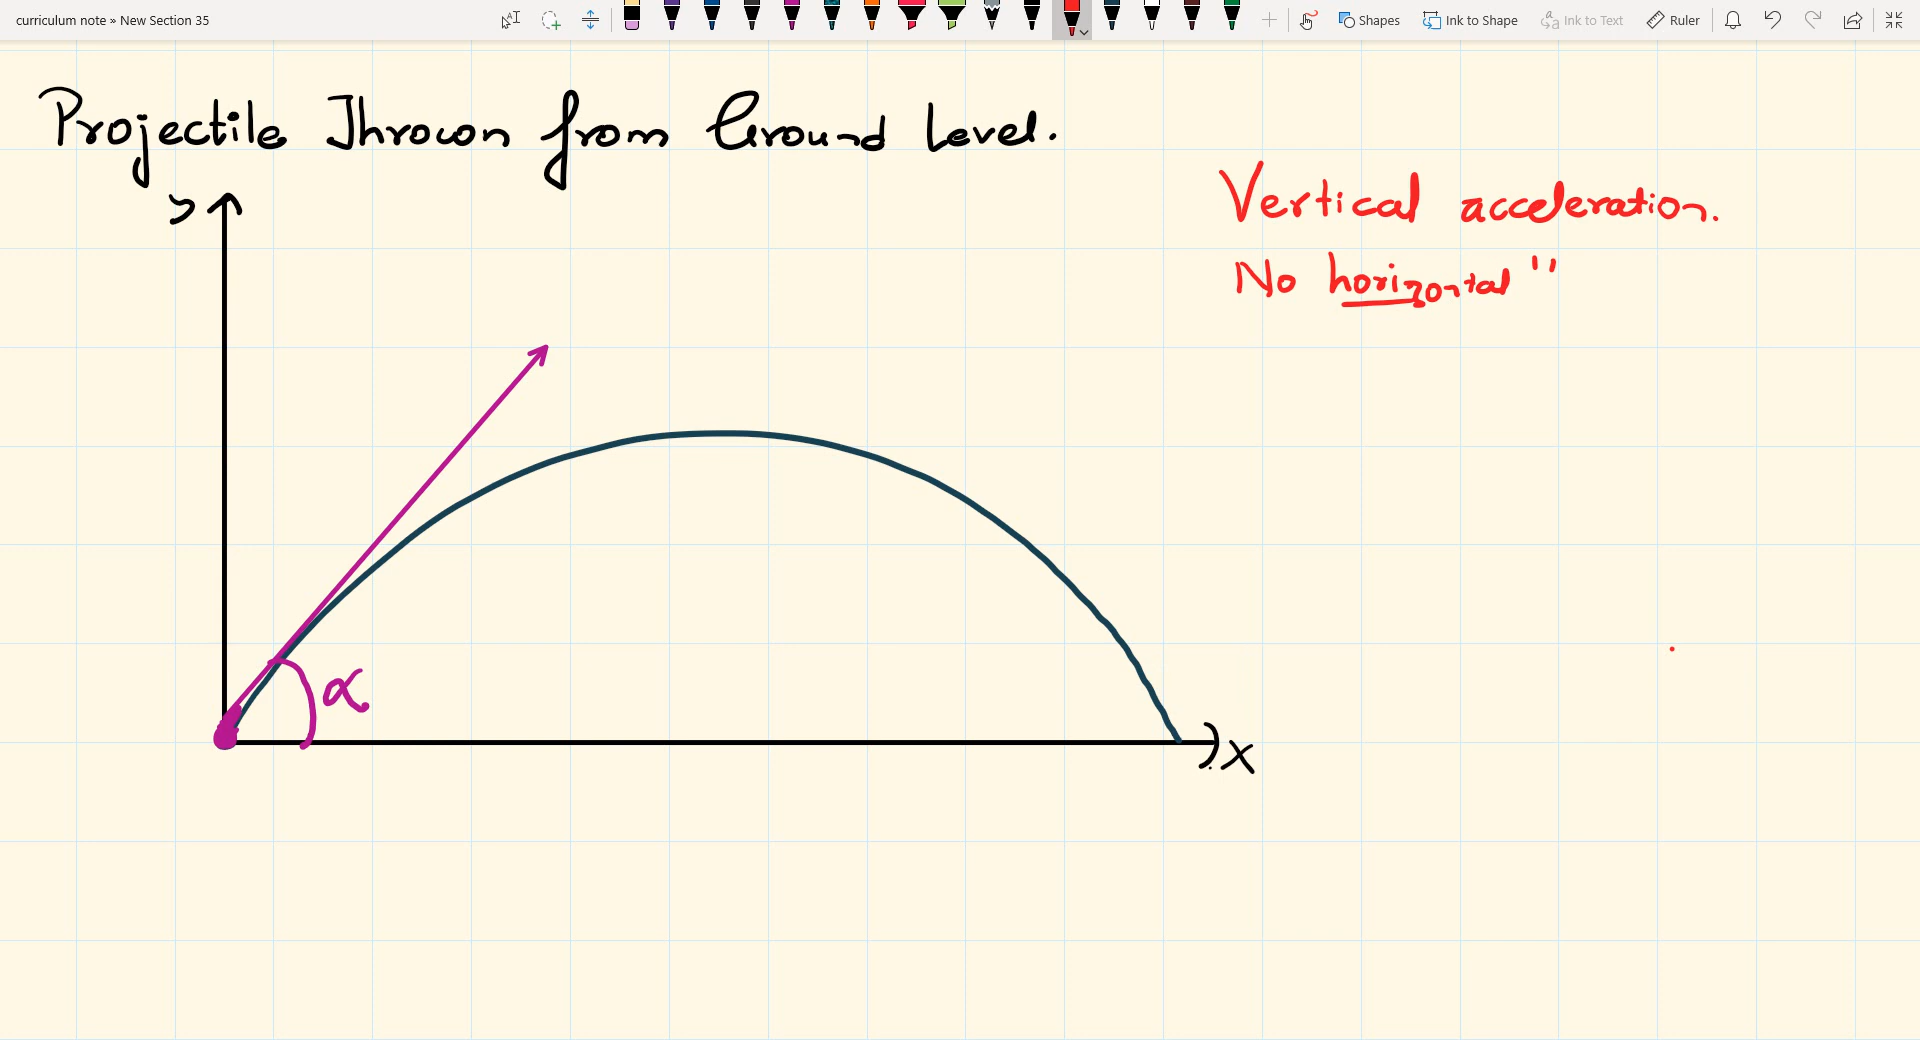 curriculum note » New Section 35
Shapes
Ink to Shape
Ink to Text
Ruler
Projectile Thrown from Ground Level.
Vertical acceleration.
No horizontal "
y
α
x